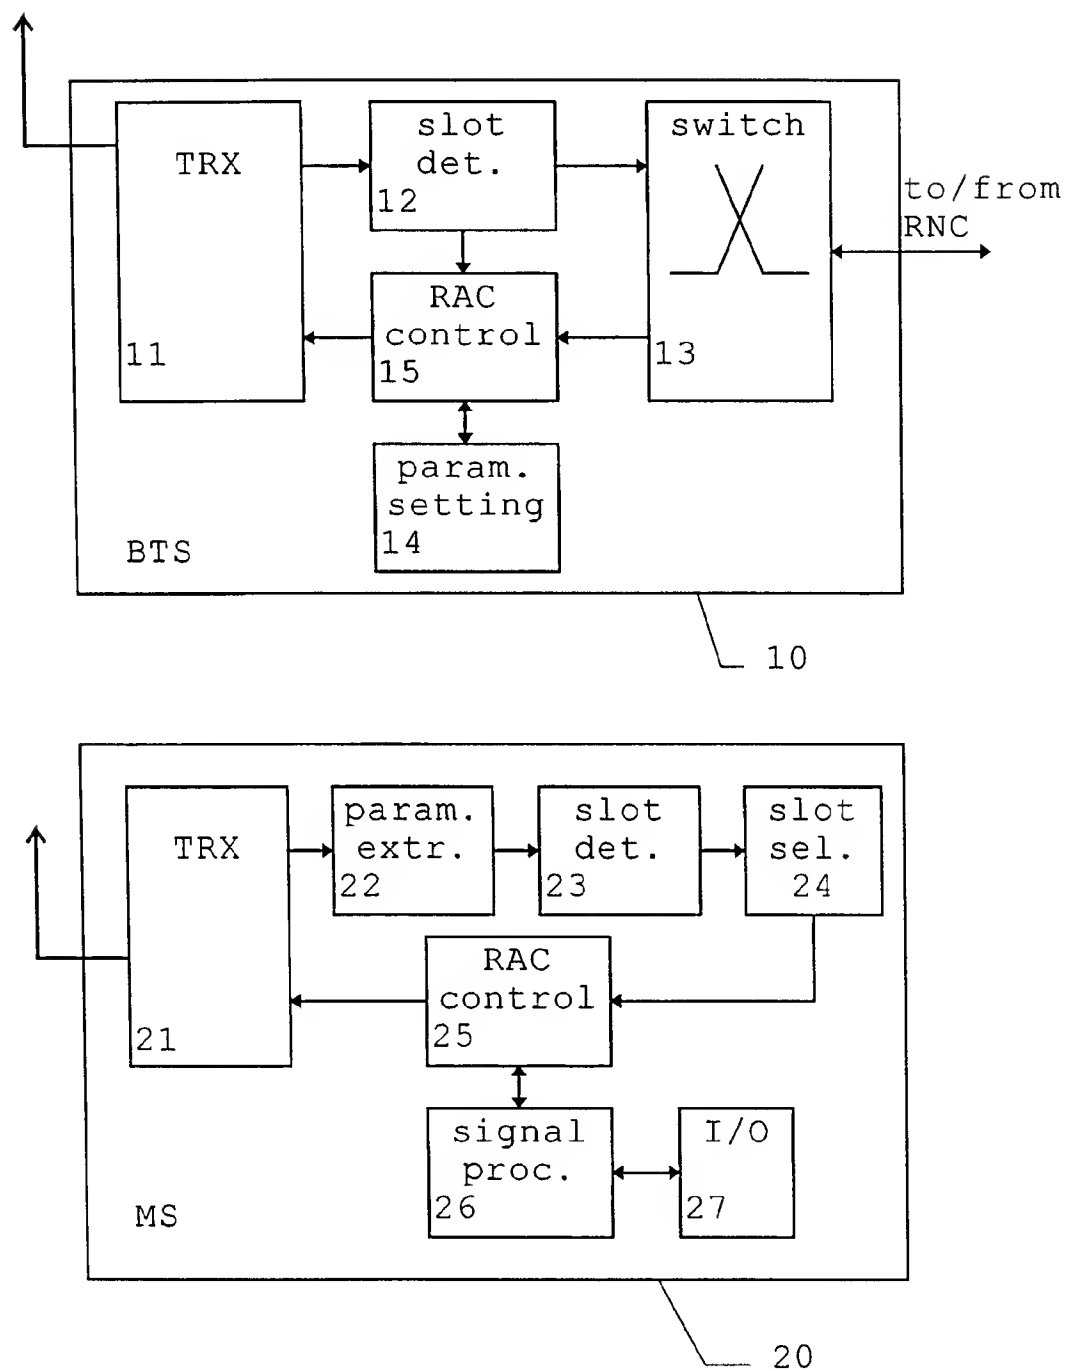 TRX
11
slot
det.
12
switch
13
to/from
RNC
RAC
control
15
param.
setting
14
BTS
10
TRX
21
param.
extr.
22
slot
det.
23
slot
sel.
24
RAC
control
25
signal
proc.
26
I/O
27
MS
20